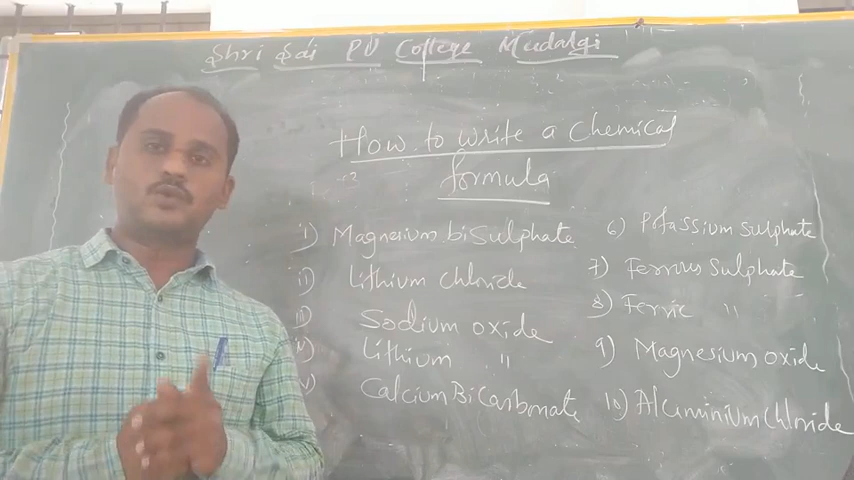 Shri Sai PU College Mudalgi
How to write a Chemical
formula
i) Magnesium bisulphate
ii) Lithium chloride
iii) Sodium oxide
iv) Lithium "
v) Calcium BiCarbonate
6) Potassium Sulphate
7) Ferrous Sulphate
8) Ferric "
9) Magnesium oxide
10) Aluminium Chloride